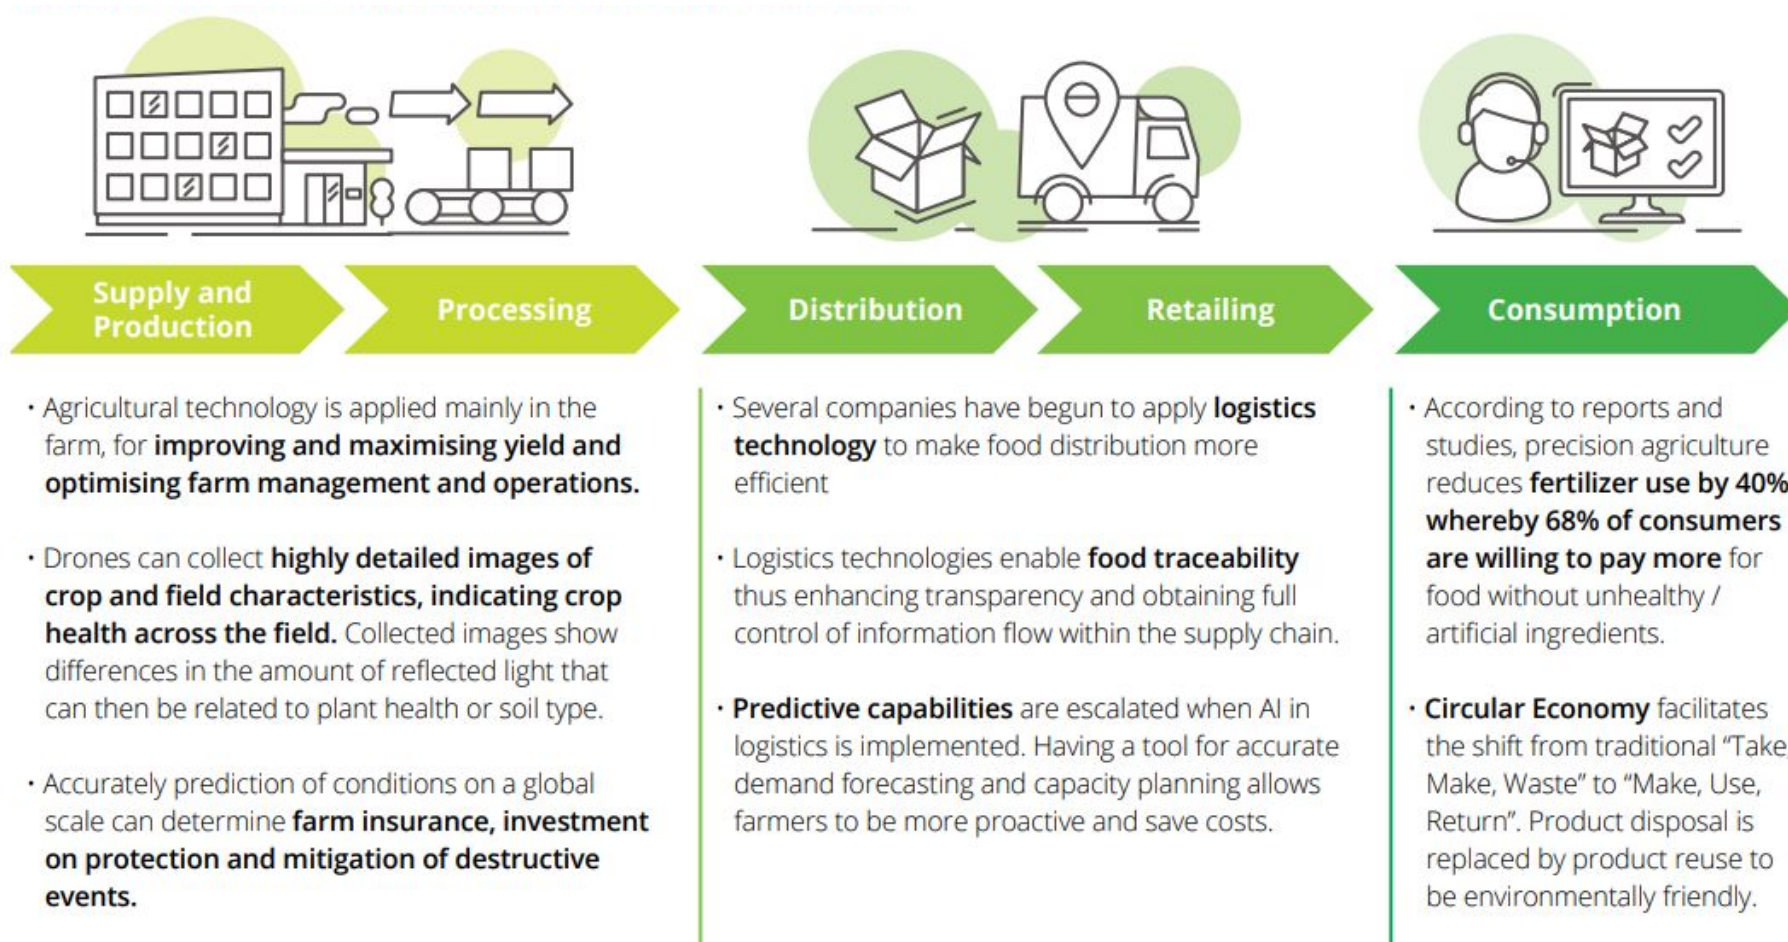 Supply and
Production
Processing
Distribution
Retailing
Consumption
· Agricultural technology is applied mainly in the
farm, for improving and maximising yield and
optimising farm management and operations.
· Drones can collect highly detailed images of
crop and field characteristics, indicating crop
health across the field. Collected images show
differences in the amount of reflected light that
can then be related to plant health or soil type.
· Accurately prediction of conditions on a global
scale can determine farm insurance, investment
on protection and mitigation of destructive
events.
· Several companies have begun to apply logistics
technology to make food distribution more
efficient
· Logistics technologies enable food traceability
thus enhancing transparency and obtaining full
control of information flow within the supply chain.
· Predictive capabilities are escalated when AI in
logistics is implemented. Having a tool for accurate
demand forecasting and capacity planning allows
farmers to be more proactive and save costs.
· According to reports and
studies, precision agriculture
reduces fertilizer use by 40%
whereby 68% of consumers
are willing to pay more for
food without unhealthy /
artificial ingredients.
· Circular Economy facilitates
the shift from traditional “Take,
Make, Waste” to “Make, Use,
Return”. Product disposal is
replaced by product reuse to
be environmentally friendly.